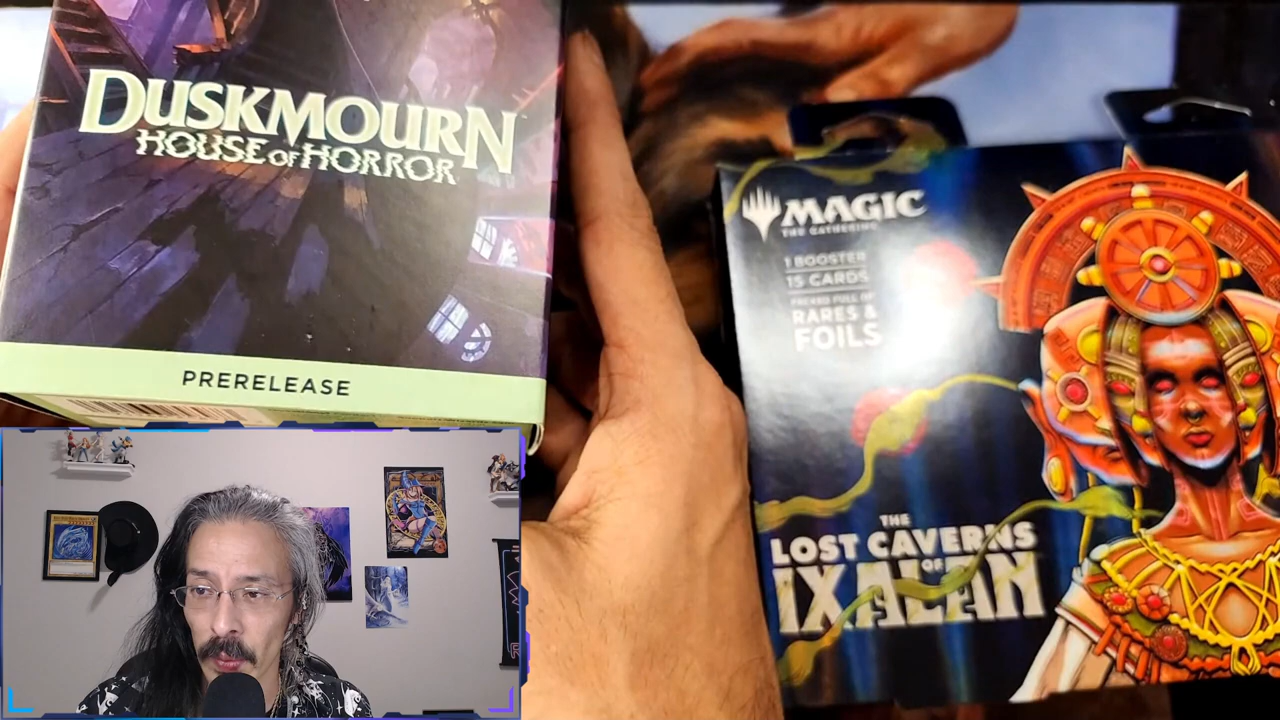 DUSKMOURN
HOUSE OF HORROR
PRERELEASE
MAGIC
THE GATHERING
1 BOOSTER
15 CARDS
PACKED FULL OF
RARES &
FOILS
THE
LOST CAVERNS
OF
IXALAN